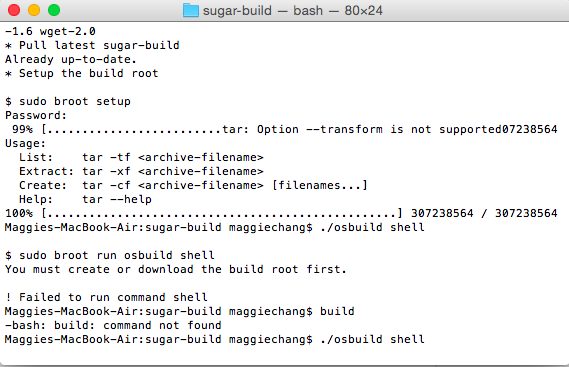 sugar-build — bash — 80×24
-1.6 wget-2.0
* Pull latest sugar-build
Already up-to-date.
* Setup the build root
$ sudo broot setup
Password:
99% [.........................tar: Option --transform is not supported07238564
Usage:
List:    tar -tf <archive-filename>
Extract: tar -xf <archive-filename>
Create:  tar -cf <archive-filename> [filenames...]
Help:    tar --help
100% [..................................................] 307238564 / 307238564
Maggies-MacBook-Air:sugar-build maggiechang$ ./osbuild shell
$ sudo broot run osbuild shell
You must create or download the build root first.
! Failed to run command shell
Maggies-MacBook-Air:sugar-build maggiechang$ build
-bash: build: command not found
Maggies-MacBook-Air:sugar-build maggiechang$ ./osbuild shell